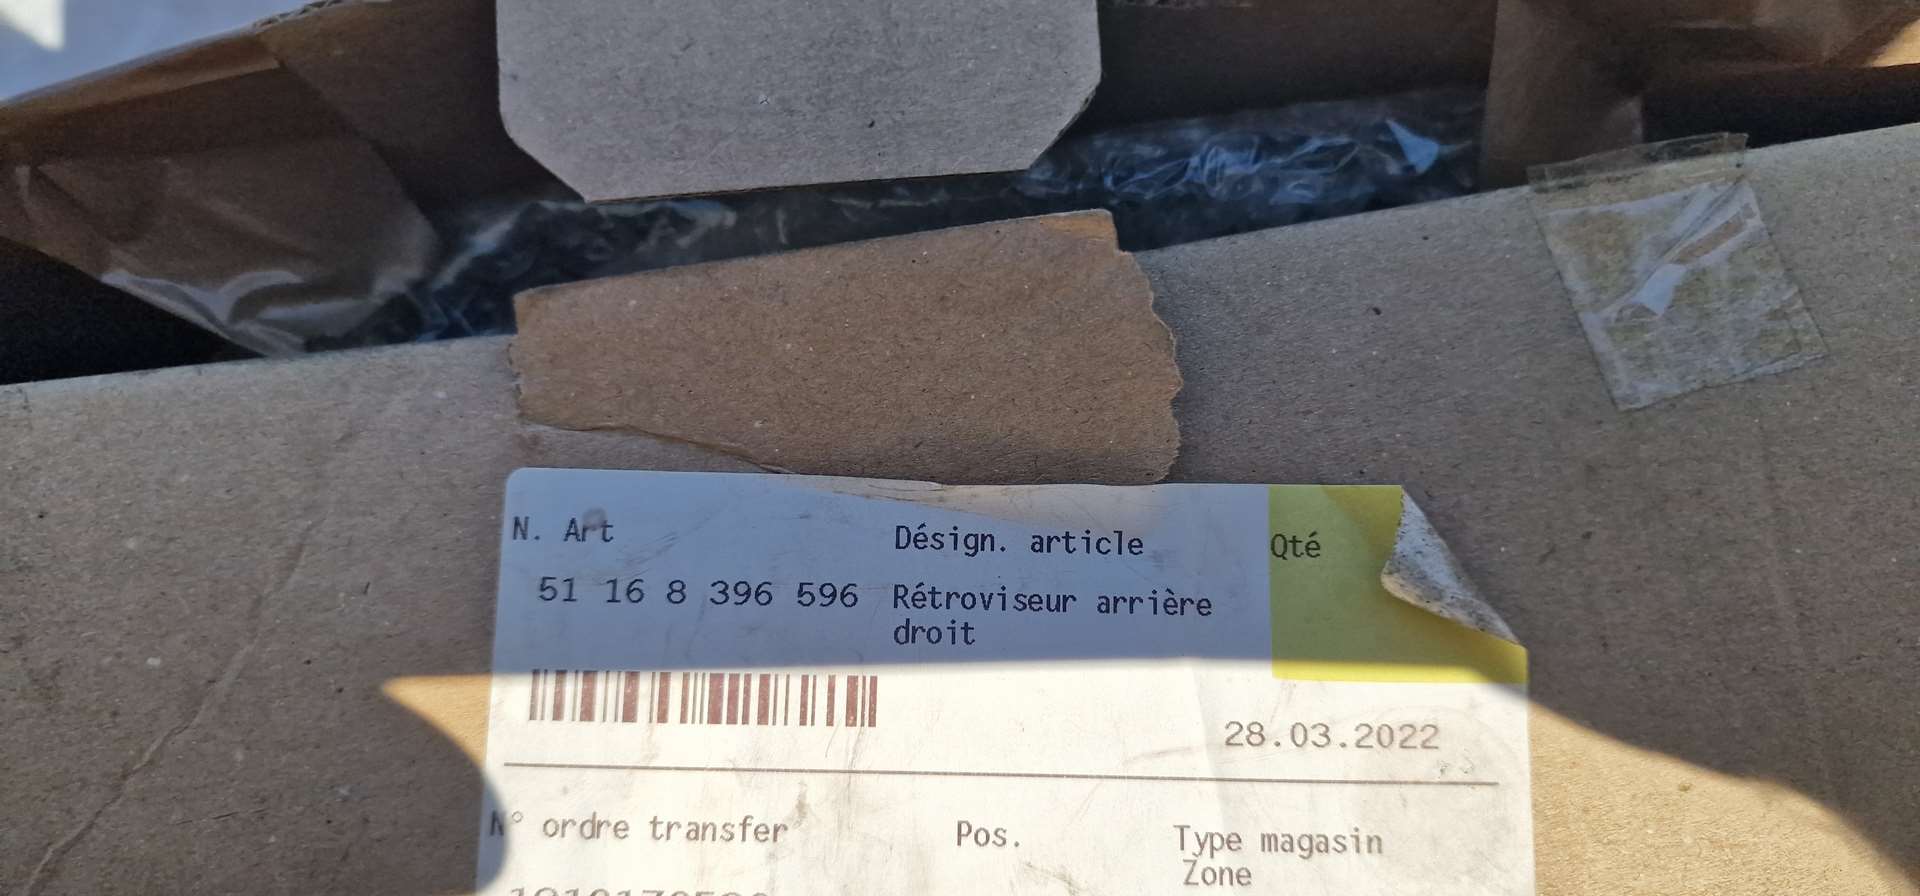 N. Art
Désign. article
Qté
51 16 8 396 596
Rétroviseur arrière
droit
28.03.2022
N° ordre transfer
Pos.
Type magasin
Zone